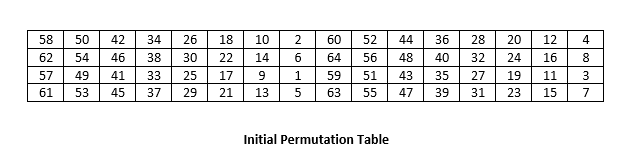 58 50 42 34 26 18 10 2 60 52 44 36 28 20 12 4
62 54 46 38 30 22 14 6 64 56 48 40 32 24 16 8
57 49 41 33 25 17 9 1 59 51 43 35 27 19 11 3
61 53 45 37 29 21 13 5 63 55 47 39 31 23 15 7
Initial Permutation Table